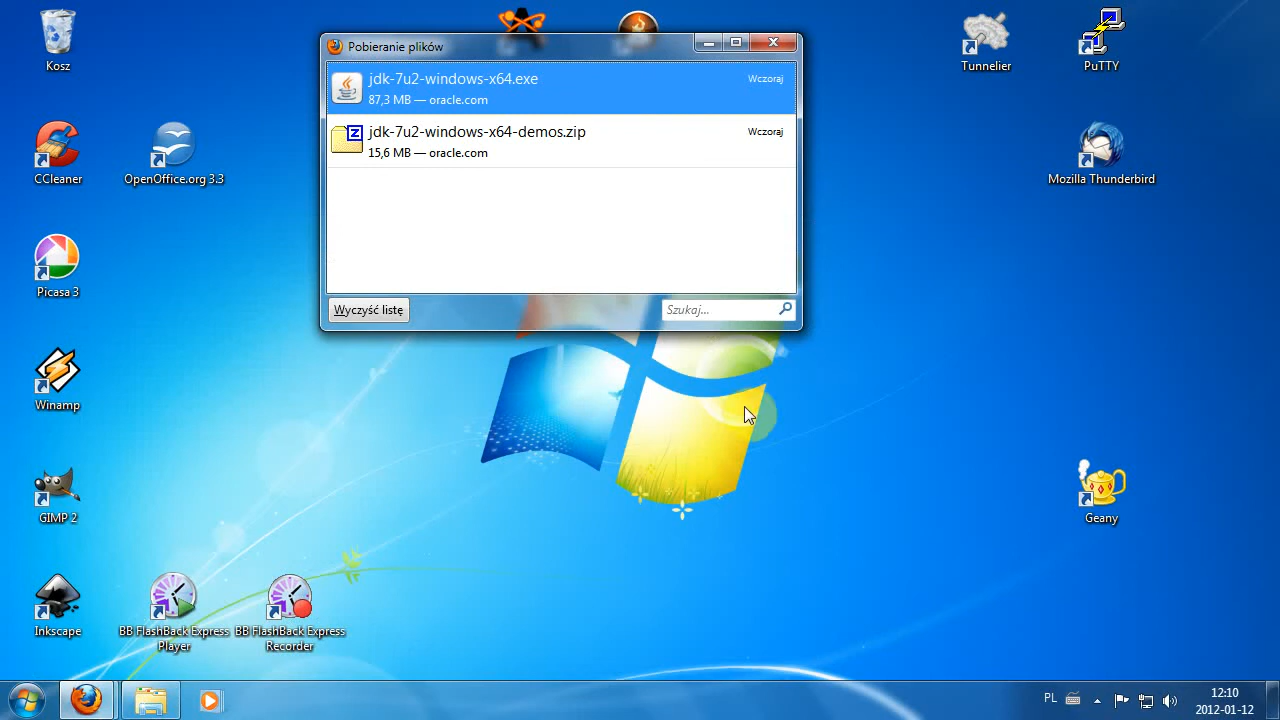 Kosz
Pobieranie plików
jdk-7u2-windows-x64.exe
Wczoraj
87,3 MB — oracle.com
jdk-7u2-windows-x64-demos.zip
Wczoraj
15,6 MB — oracle.com
Wyczyść listę
Szukaj...
Tunnelier
PuTTY
CCleaner
OpenOffice.org 3.3
Mozilla Thunderbird
Picasa 3
Winamp
GIMP 2
Geany
Inkscape
BB FlashBack Express
Player
BB FlashBack Express
Recorder
PL
12:10
2012-01-12